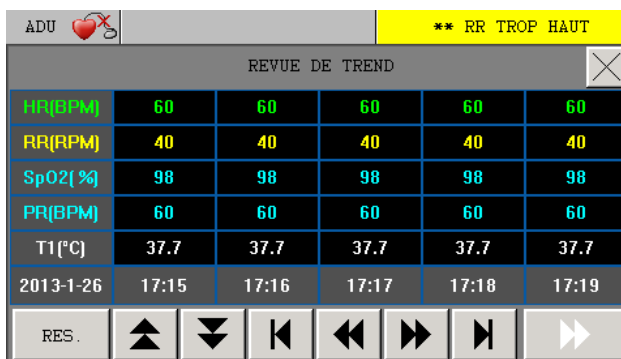 ADU ** RR TROP HAUT
REVUE DE TREND
HR(BPM) 60 60 60 60 60
RR(RPM) 40 40 40 40 40
SpO2(%) 98 98 98 98 98
PR(BPM) 60 60 60 60 60
T1(°C) 37.7 37.7 37.7 37.7 37.7
2013-1-26 17:15 17:16 17:17 17:18 17:19
RES.